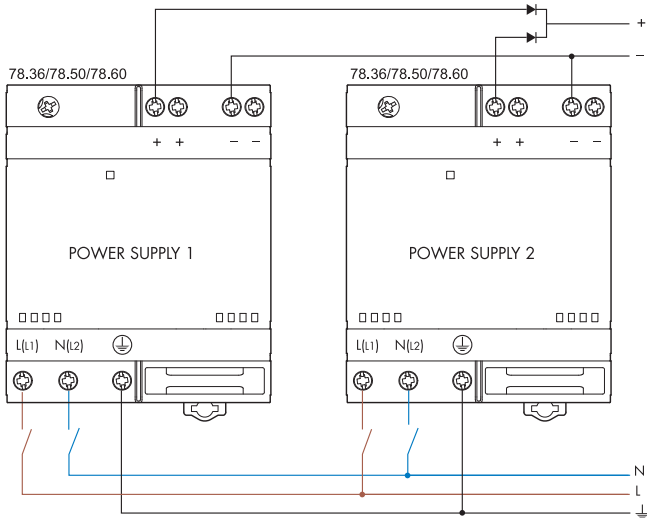 +
−
78.36/78.50/78.60 78.36/78.50/78.60
+ + − − + + − −
POWER SUPPLY 1 POWER SUPPLY 2
L(L1) N(L2) L(L1) N(L2)
N
L